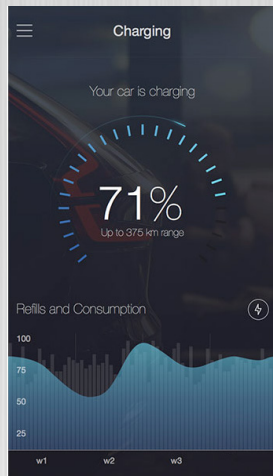 Charging
Your car is charging
71%
Up to 375 km range
Refills and Consumption
100
75
50
25
w1 w2 w3